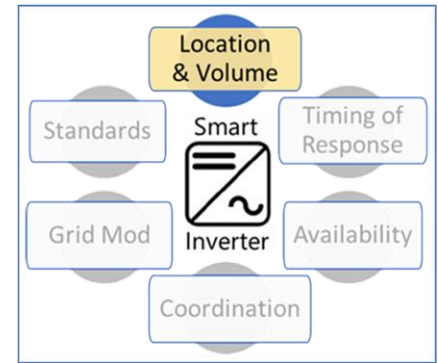 Location
& Volume
Standards
Smart
Timing of
Response
Grid Mod
Inverter
Availability
Coordination